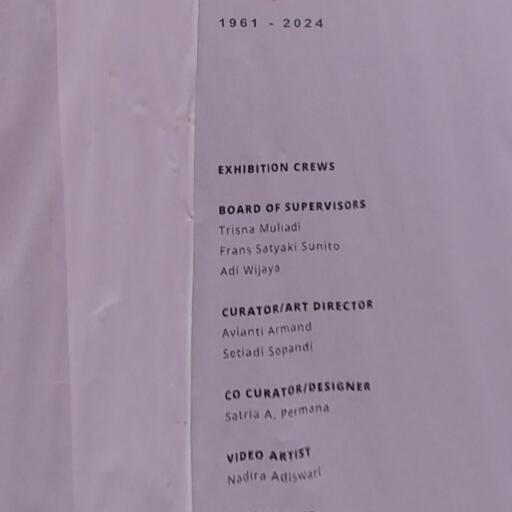 1961 - 2024
EXHIBITION CREWS
BOARD OF SUPERVISORS
Trisna Muliadi
Frans Satyaki Sunito
Adi Wijaya
CURATOR/ART DIRECTOR
Avianti Armand
Setiadi Sopandi
CO CURATOR/DESIGNER
Satria A. Permana
VIDEO ARTIST
Nadira Adiswari